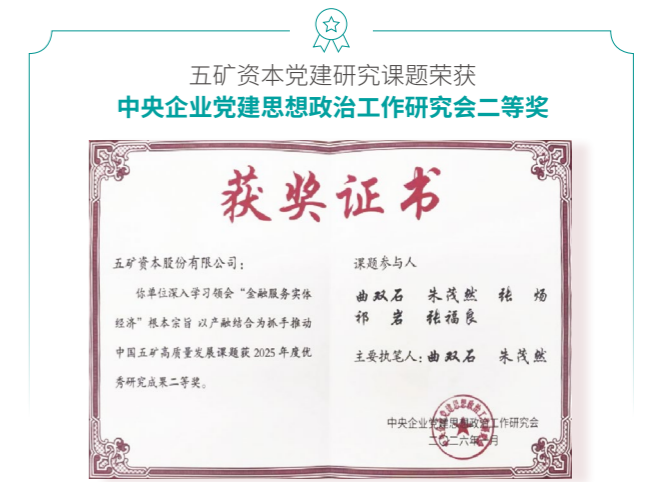 五矿资本党建研究课题荣获
中央企业党建思想政治工作研究会二等奖
获奖证书
五矿资本股份有限公司：
你单位深入学习领会“金融服务实体
经济”根本宗旨 以产融结合为抓手推动
中国五矿高质量发展课题获 2025 年度优
秀研究成果二等奖。
课题参与人
曲双石 朱茂然 张炀
祁岩 张福良
主要执笔人：曲双石 朱茂然
中央企业党建思想政治工作研究会
二〇二六年 月